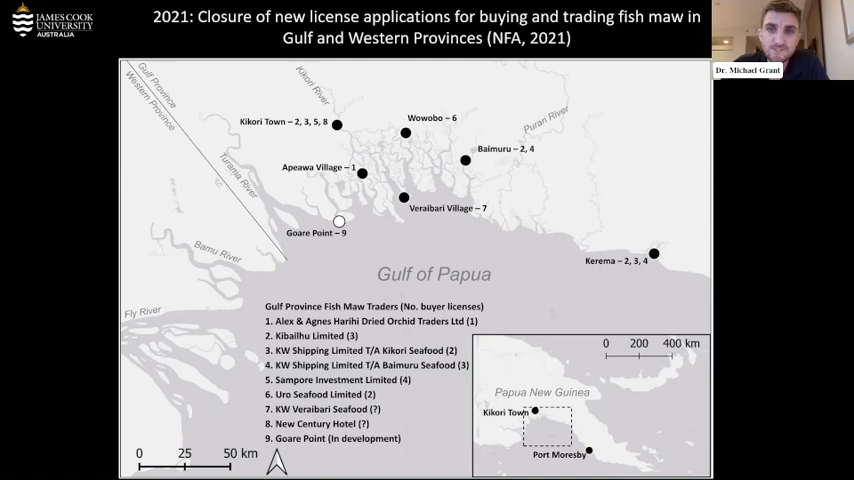 JAMES COOK
UNIVERSITY
AUSTRALIA
2021: Closure of new license applications for buying and trading fish maw in
Gulf and Western Provinces (NFA, 2021)
Dr. Michael Grant
Gulf Province
Western Province
Kikori River
Kikori Town – 2, 3, 5, 8
Wowobo – 6
Purari River
Baimuru – 2, 4
Turama River
Apeawa Village – 1
Veraibari Village – 7
Goare Point – 9
Bamu River
Kerema – 2, 3, 4
Gulf of Papua
Fly River
Gulf Province Fish Maw Traders (No. buyer licenses)
1. Alex & Agnes Harihi Dried Orchid Traders Ltd (1)
2. Kibailhu Limited (3)
3. KW Shipping Limited T/A Kikori Seafood (2)
4. KW Shipping Limited T/A Baimuru Seafood (3)
5. Sampore Investment Limited (4)
6. Uro Seafood Limited (2)
7. KW Veraibari Seafood (?)
8. New Century Hotel (?)
9. Goare Point (In development)
0 25 50 km
0 200 400 km
Papua New Guinea
Kikori Town
Port Moresby